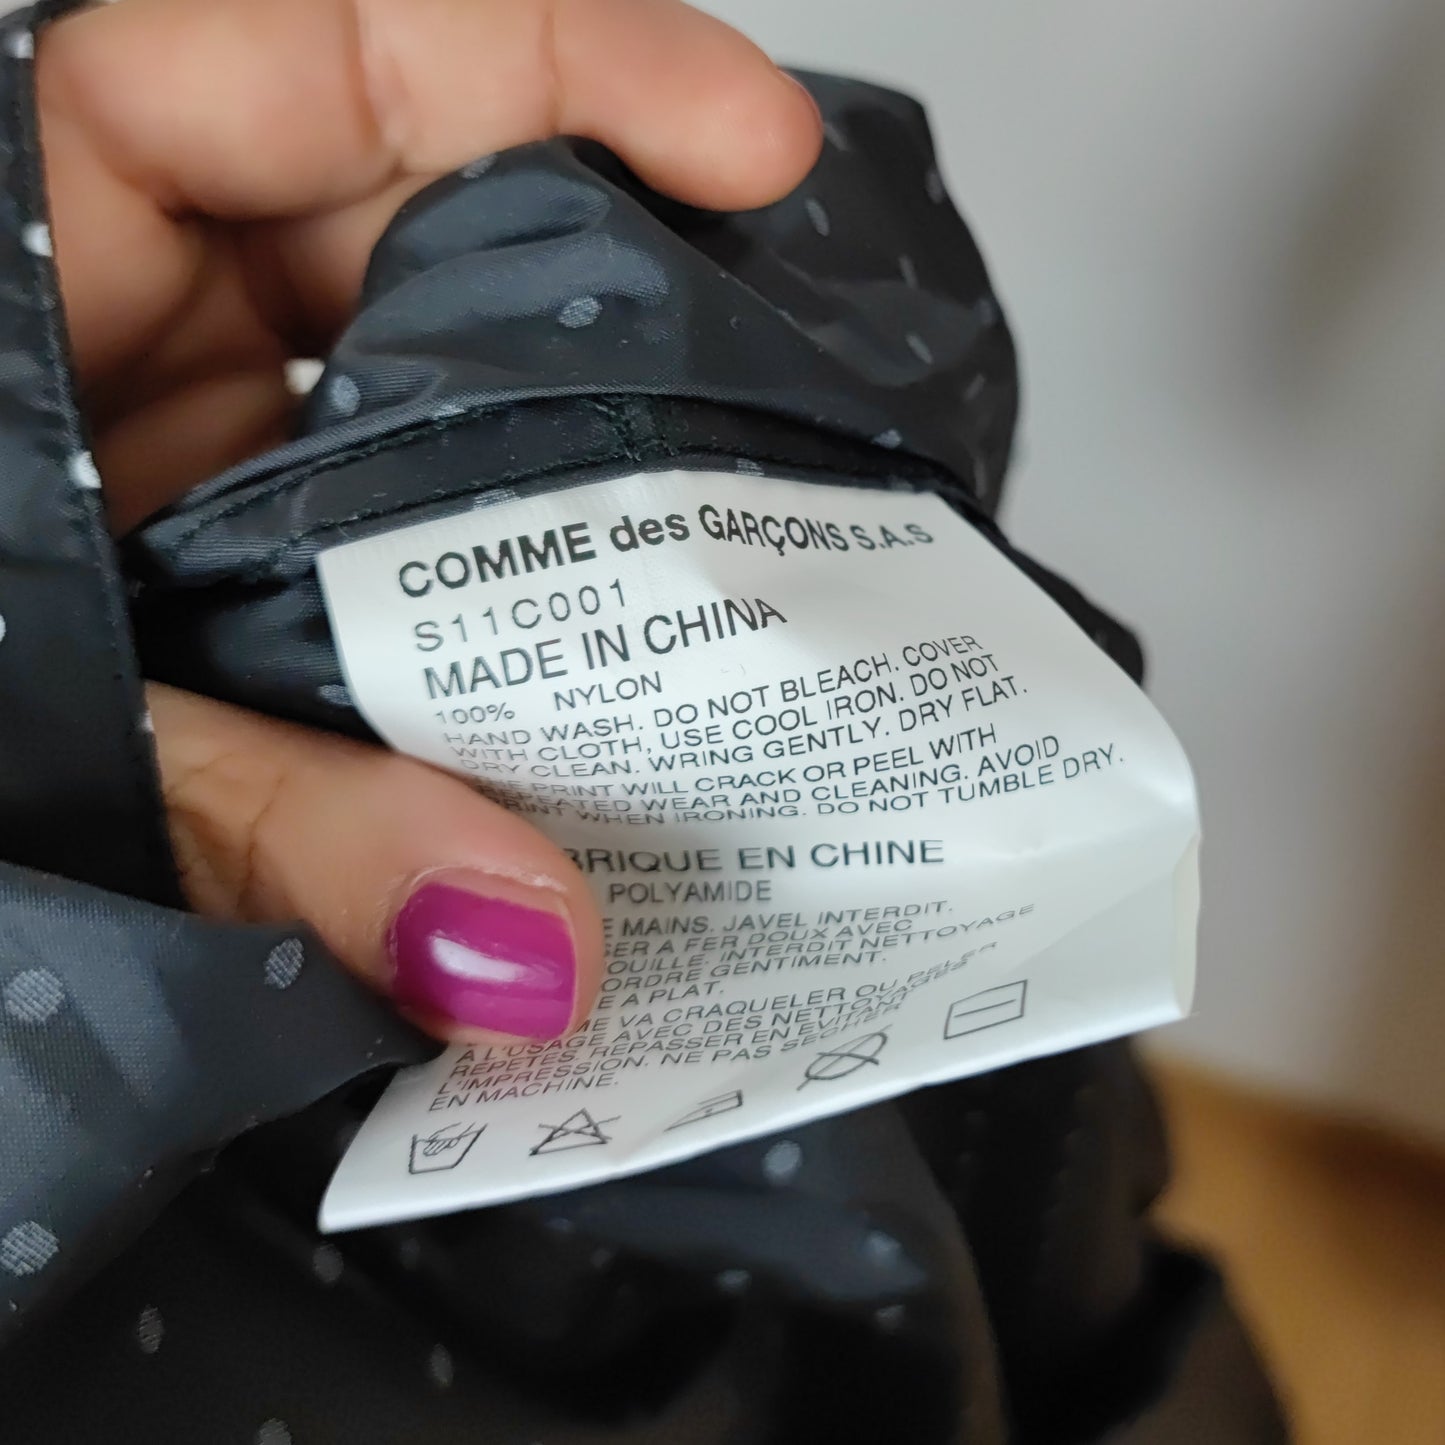 COMME des GARÇONS S.A.S
S11C001
MADE IN CHINA
100% NYLON
HAND WASH. DO NOT BLEACH. COVER
WITH CLOTH, USE COOL IRON. DO NOT
DRY CLEAN. WRING GENTLY. DRY FLAT.
PRINT WILL CRACK OR PEEL WITH
REPEATED WEAR AND CLEANING. AVOID
PRINT WHEN IRONING. DO NOT TUMBLE DRY.
BRIQUE EN CHINE
POLYAMIDE
E MAINS. JAVEL INTERDIT.
SER A FER DOUX AVEC
OUILLE. INTERDIT NETTOYAGE
ORDRE GENTIMENT.
E A PLAT.
ME VA CRAQUELER OU PELER
A L'USAGE AVEC DES NETTOYAGES
REPETES. REPASSER EN EVITANT
L'IMPRESSION. NE PAS SECHER
EN MACHINE.